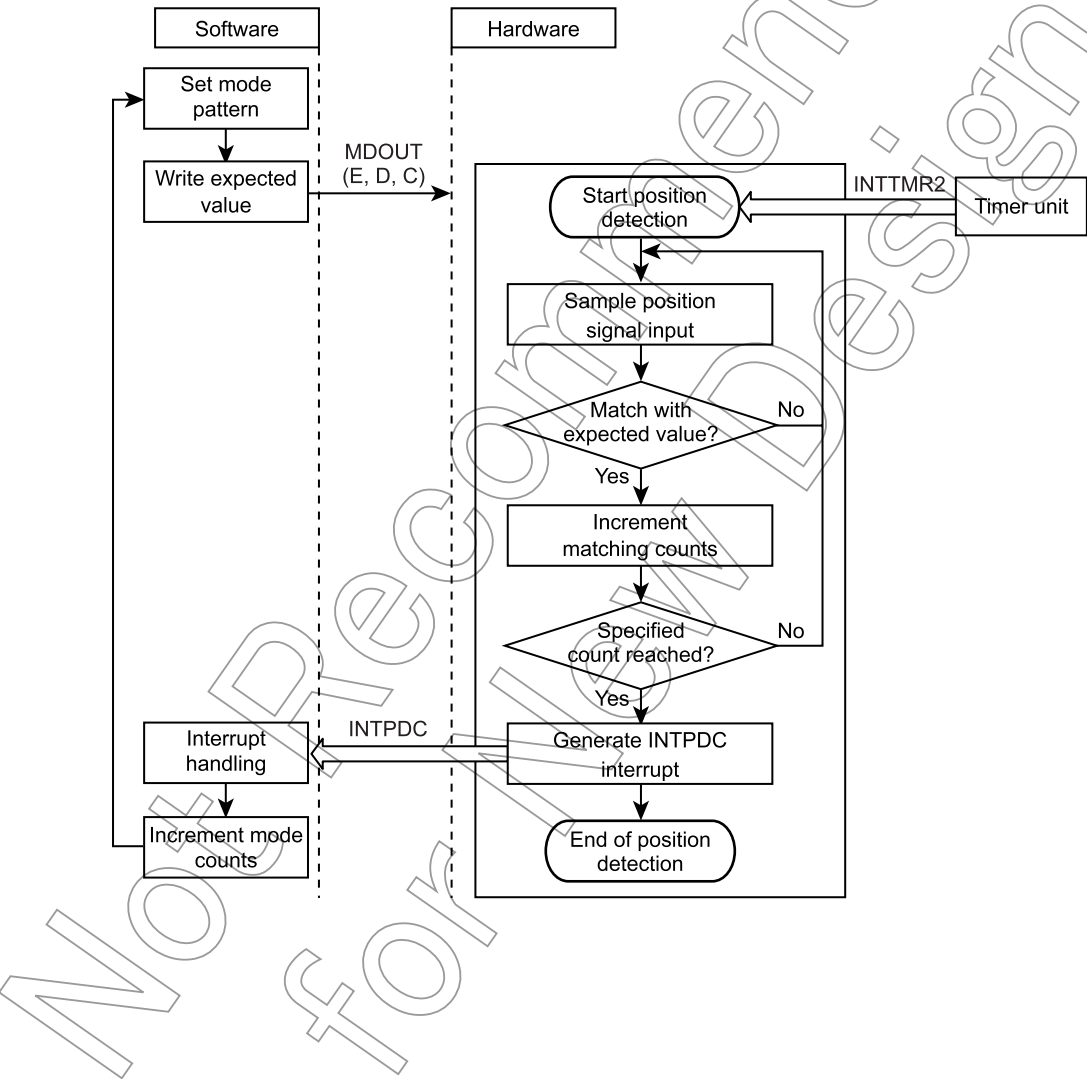 Software
Hardware
Set mode
pattern
Write expected
value
MDOUT
(E, D, C)
Start position
detection
INTTMR2
Timer unit
Sample position
signal input
Match with
expected value?
No
Yes
Increment
matching counts
Specified
count reached?
No
Yes
Generate INTPDC
interrupt
INTPDC
Interrupt
handling
Increment mode
counts
End of position
detection
Not Recommen
for New Design